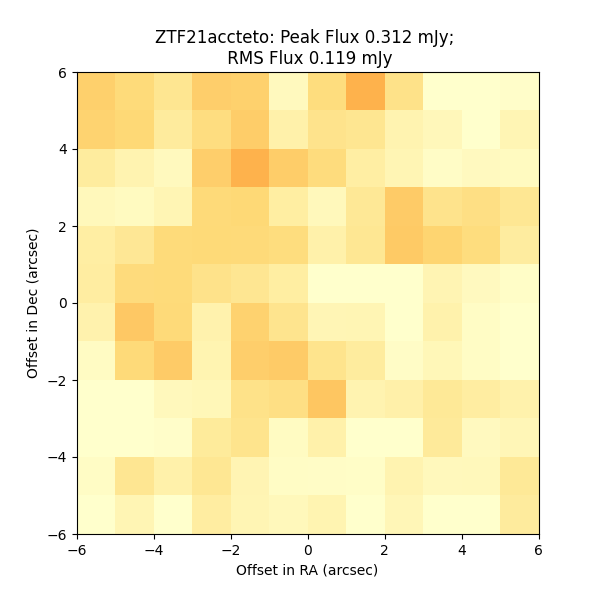 ZTF21accteto: Peak Flux 0.312 mJy;
RMS Flux 0.119 mJy
6
4
2
0
−2
−4
−6
Offset in Dec (arcsec)
−6 −4 −2 0 2 4 6
Offset in RA (arcsec)